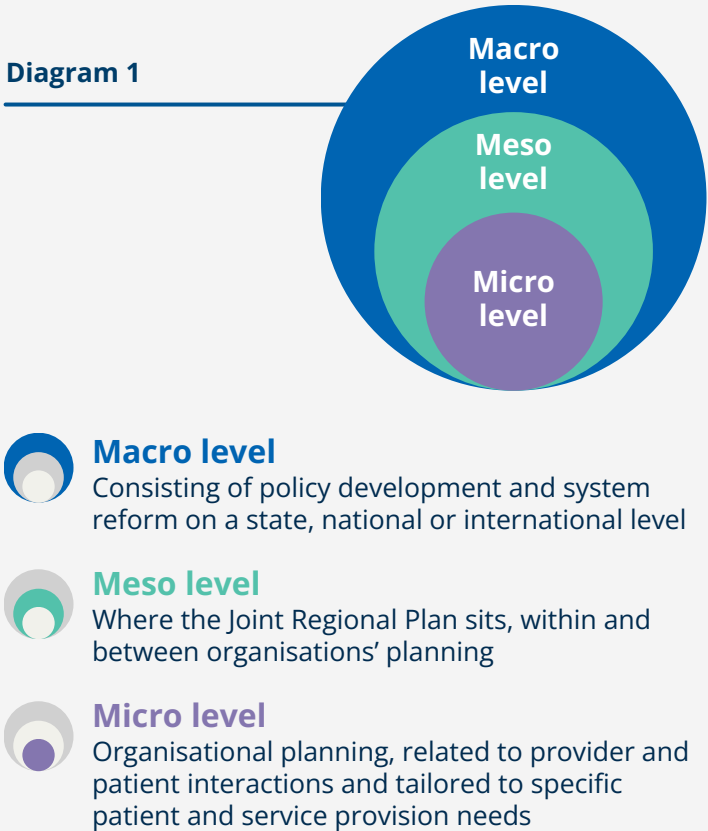 Diagram 1
Macro
level
Meso
level
Micro
level
Macro level
Consisting of policy development and system
reform on a state, national or international level
Meso level
Where the Joint Regional Plan sits, within and
between organisations’ planning
Micro level
Organisational planning, related to provider and
patient interactions and tailored to specific
patient and service provision needs